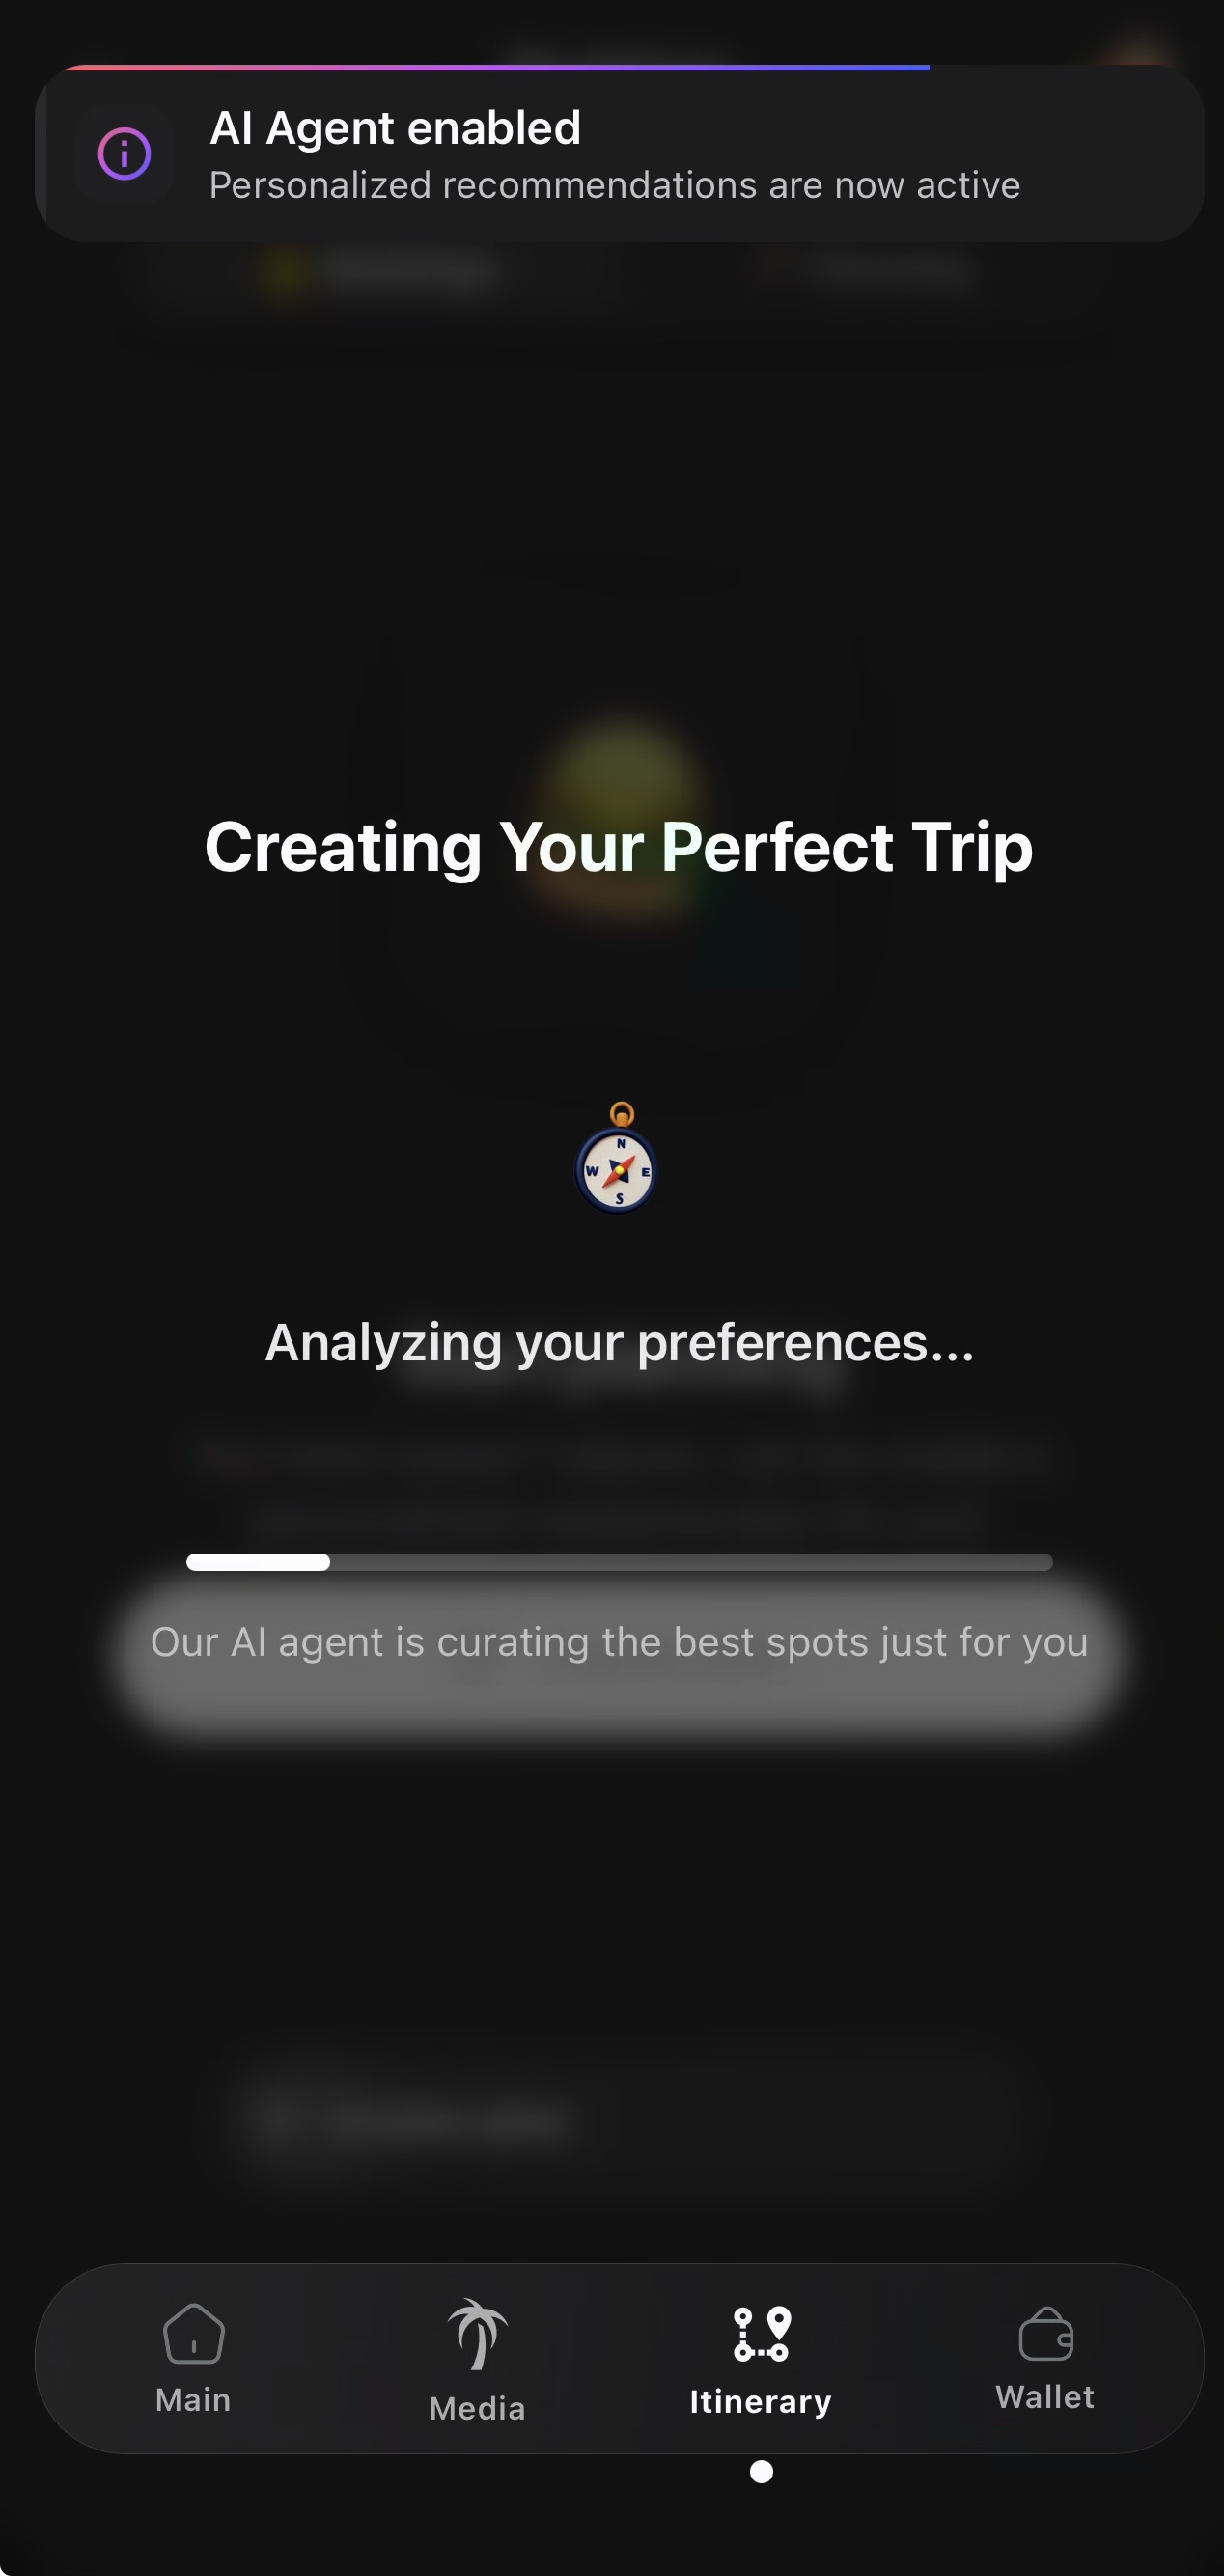 AI Agent enabled
Personalized recommendations are now active
Creating Your Perfect Trip
N
W E
S
Analyzing your preferences...
Our AI agent is curating the best spots just for you
Main Media Itinerary Wallet